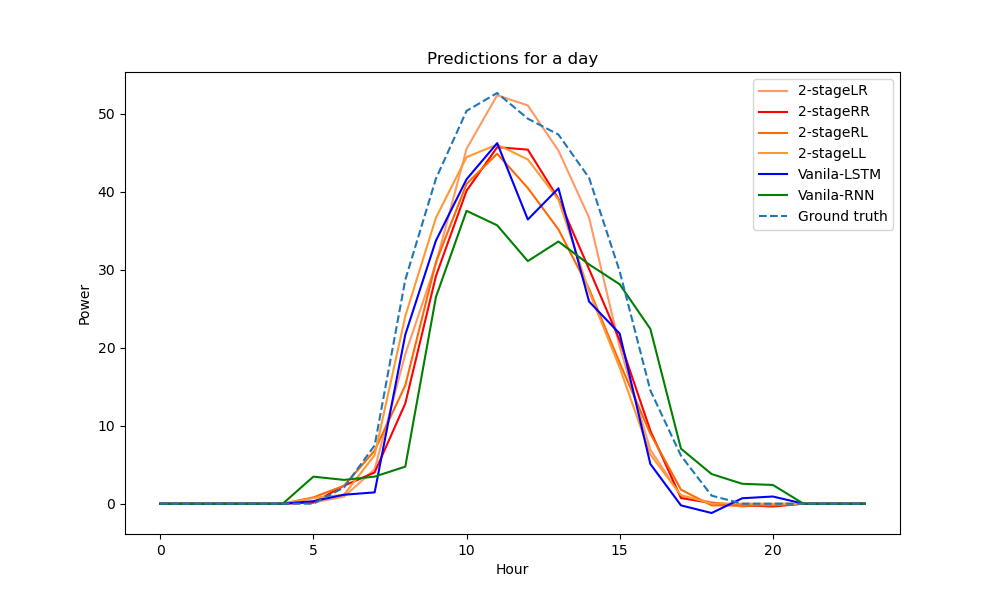 Predictions for a day
2-stageLR
2-stageRR
2-stageRL
2-stageLL
Vanila-LSTM
Vanila-RNN
Ground truth
Power
50
40
30
20
10
0
0 5 10 15 20
Hour